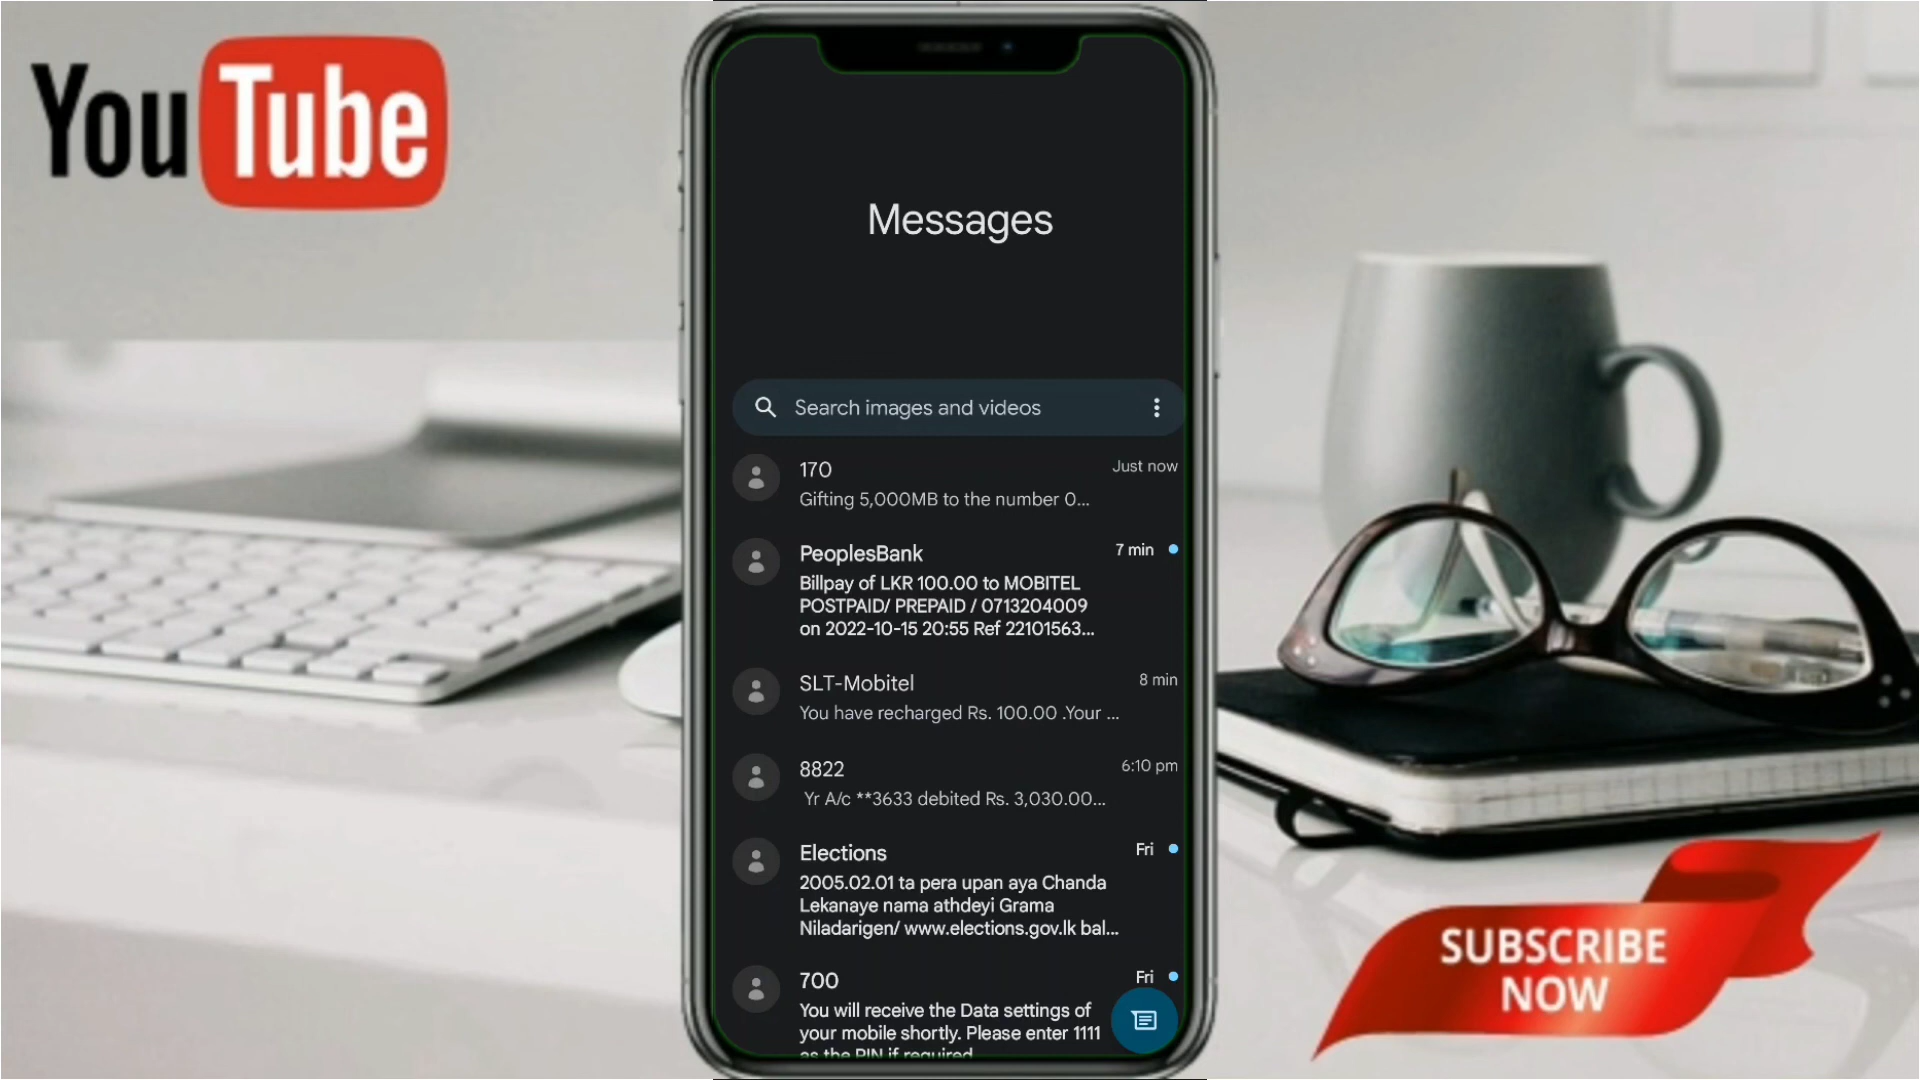 YouTube
Messages
Search images and videos
170
Just now
Gifting 5,000MB to the number 0...
PeoplesBank
7 min
Billpay of LKR 100.00 to MOBITEL
POSTPAID/ PREPAID / 0713204009
on 2022-10-15 20:55 Ref 22101563...
SLT-Mobitel
8 min
You have recharged Rs. 100.00 .Your ...
8822
6:10 pm
Yr A/c **3633 debited Rs. 3,030.00...
Elections
Fri
2005.02.01 ta pera upan aya Chanda
Lekanaye nama athdeyi Grama
Niladarigen/ www.elections.gov.lk bal...
700
Fri
You will receive the Data settings of
your mobile shortly. Please enter 1111
as the PIN if required
SUBSCRIBE
NOW